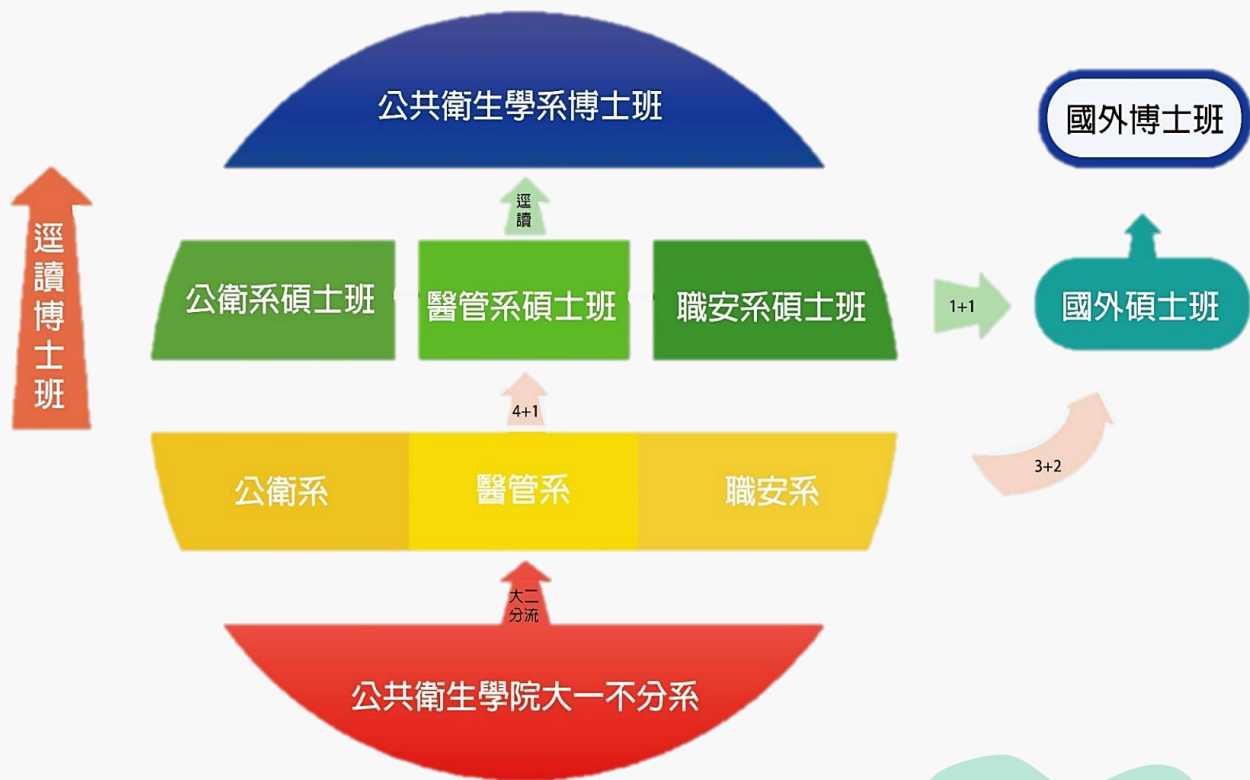 公共衛生學系博士班
國外博士班
逕讀博士班
逕
讀
公衛系碩士班
醫管系碩士班
職安系碩士班
1+1
國外碩士班
4+1
3+2
公衛系
醫管系
職安系
大二
分流
公共衛生學院大一不分系